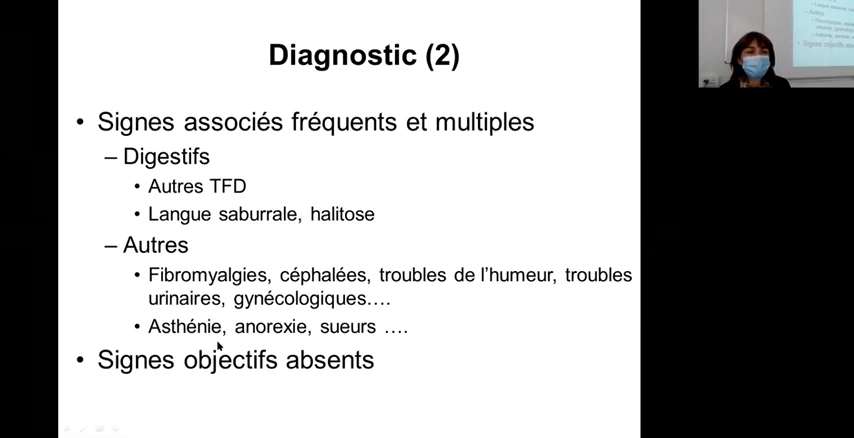 Diagnostic (2)
• Signes associés fréquents et multiples
– Digestifs
• Autres TFD
• Langue saburrale, halitose
– Autres
• Fibromyalgies, céphalées, troubles de l’humeur, troubles
urinaires, gynécologiques….
• Asthénie, anorexie, sueurs ….
• Signes objectifs absents